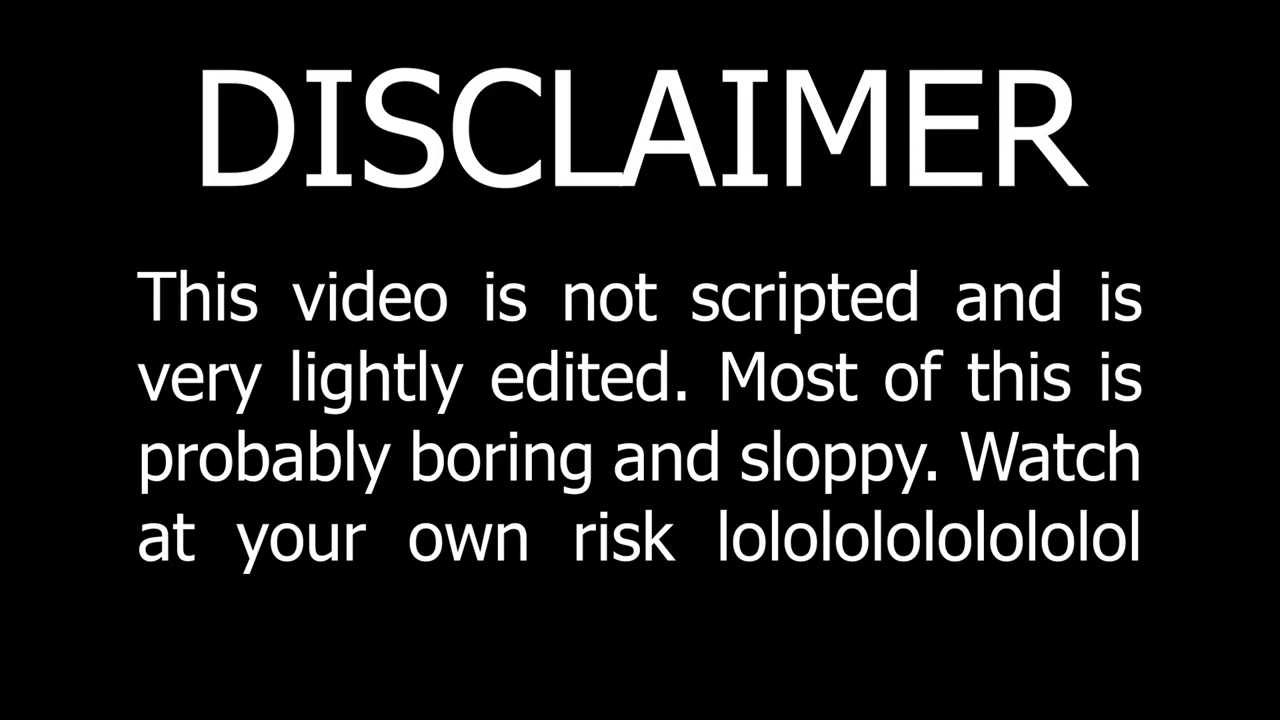 DISCLAIMER
This video is not scripted and is
very lightly edited. Most of this is
probably boring and sloppy. Watch
at your own risk lolololololololol